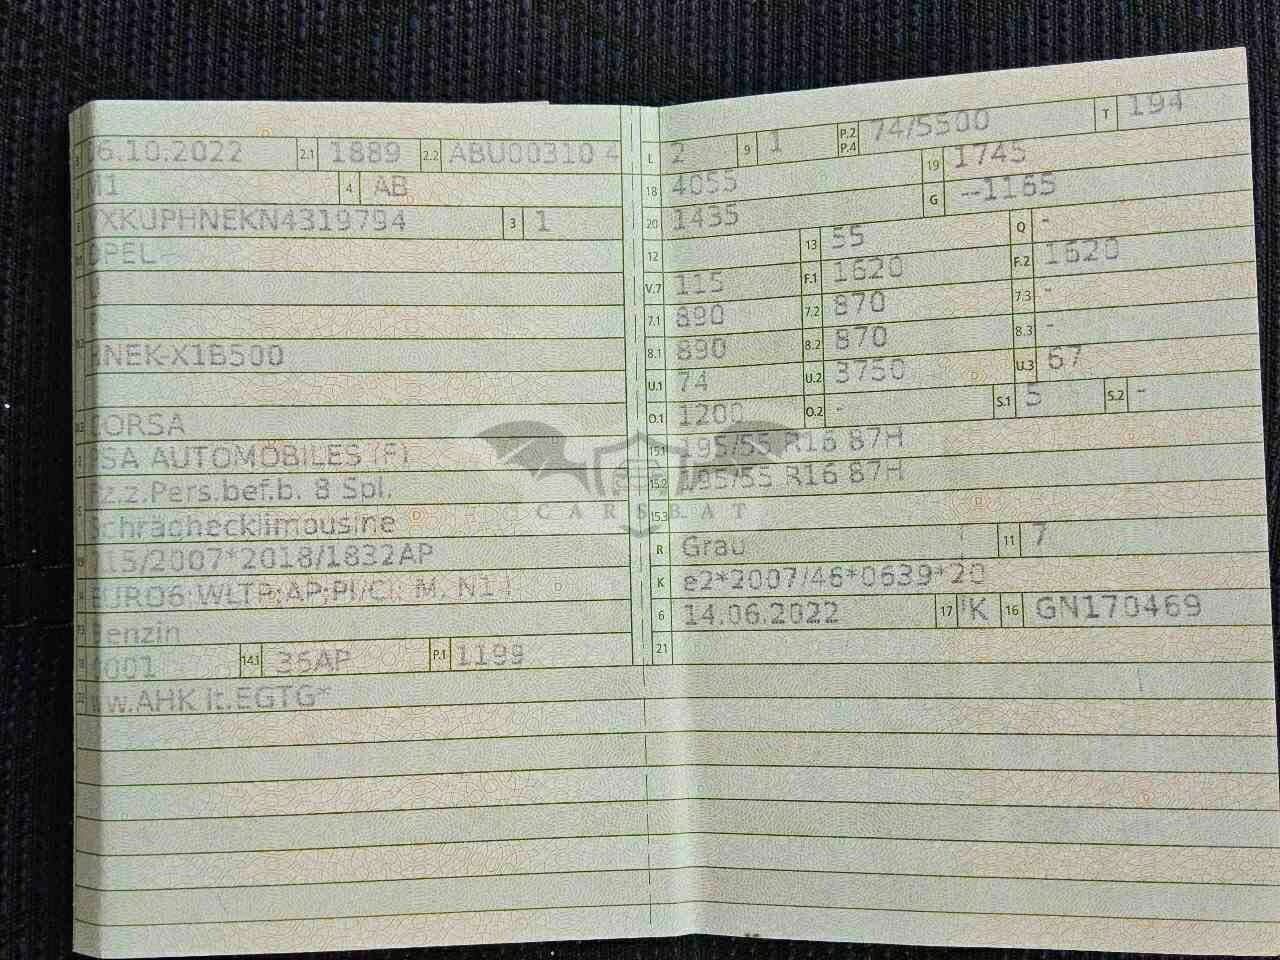 06.10.2022 2.1 1889 2.2 ABU00310 4
M1 4 AB
VXKUPHNEKN4319794 3 1
OPEL
HNEK-X1B500
CORSA
PSA AUTOMOBILES (F)
Fz.z.Pers.bef.b. 8 Spl.
Schräghecklimousine
715/2007*2018/1832AP
EURO6;WLTP;AP;PI/CI; M, N1 I
Benzin
0001 14.1 36AP P.1 1199
ww.AHK lt.EGTG*
L 2 9 1 P.2 P.4 74/5500 T 194
18 4055 19 1745
20 1435 G --1165
12 13 55 Q -
V.7 115 F.1 1620 F.2 1620
7.1 890 7.2 870 7.3 -
8.1 890 8.2 870 8.3 -
U.1 74 U.2 3750 U.3 67
O.1 1200 O.2 - S.1 5 S.2 -
15.1 195/55 R16 87H
15.2 195/55 R16 87H
15.3
R Grau 11 7
K e2*2007/46*0639*20
6 14.06.2022 17 K 16 GN170469
21
CARSBAT